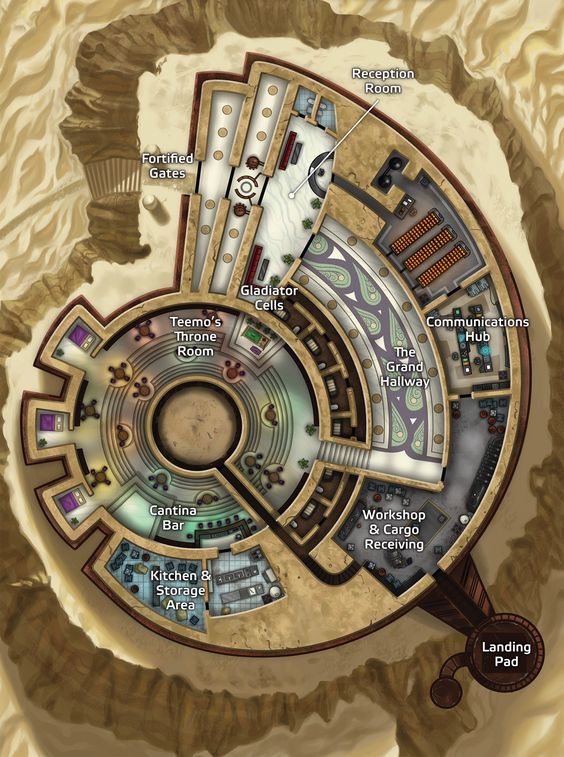 Reception
Room
Fortified
Gates
Gladiator
Cells
Teemo's
Throne
Room
Communications
Hub
The
Grand
Hallway
Cantina
Bar
Workshop
& Cargo
Receiving
Kitchen &
Storage
Area
Landing
Pad